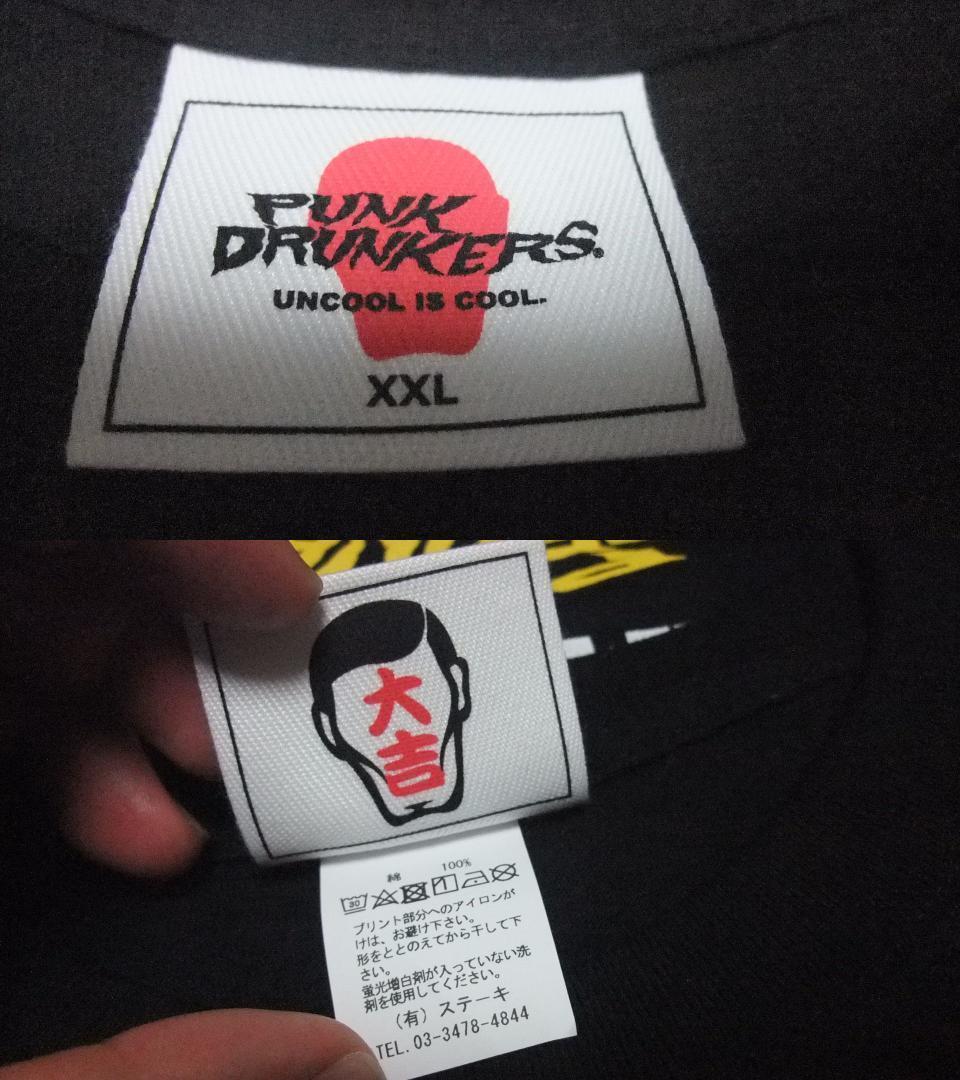 PUNK
DRUNKERS®
UNCOOL IS COOL.
XXL
大
吉
綿 100%
30
プリント部分へのアイロンが
けは、お避け下さい。
形をととのえてから干して下
さい。
蛍光増白剤が入っていない洗
剤を使用してください。
(有) ステーキ
TEL. 03-3478-4844